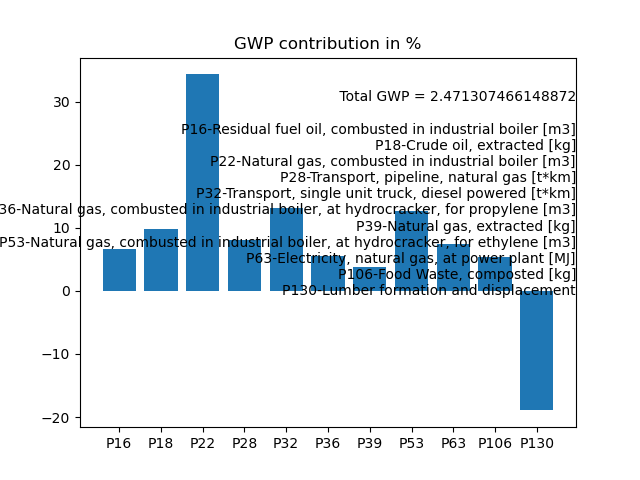 GWP contribution in %
Total GWP = 2.471307466148872
P16-Residual fuel oil, combusted in industrial boiler [m3]
P18-Crude oil, extracted [kg]
P22-Natural gas, combusted in industrial boiler [m3]
P28-Transport, pipeline, natural gas [t*km]
P32-Transport, single unit truck, diesel powered [t*km]
36-Natural gas, combusted in industrial boiler, at hydrocracker, for propylene [m3]
P39-Natural gas, extracted [kg]
P53-Natural gas, combusted in industrial boiler, at hydrocracker, for ethylene [m3]
P63-Electricity, natural gas, at power plant [MJ]
P106-Food Waste, composted [kg]
P130-Lumber formation and displacement
30
20
10
0
−10
−20
P16 P18 P22 P28 P32 P36 P39 P53 P63 P106 P130